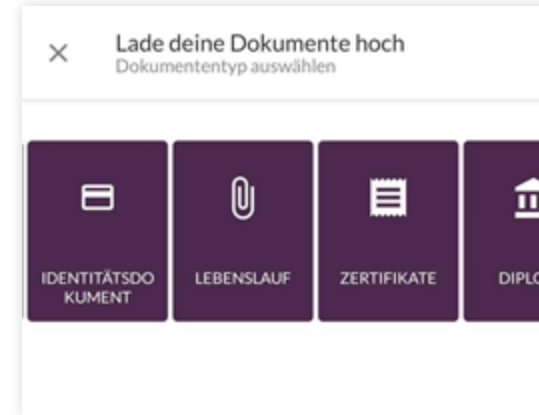 Lade deine Dokumente hoch
Dokumententyp auswählen
IDENTITÄTSDO
KUMENT
LEBENSLAUF
ZERTIFIKATE